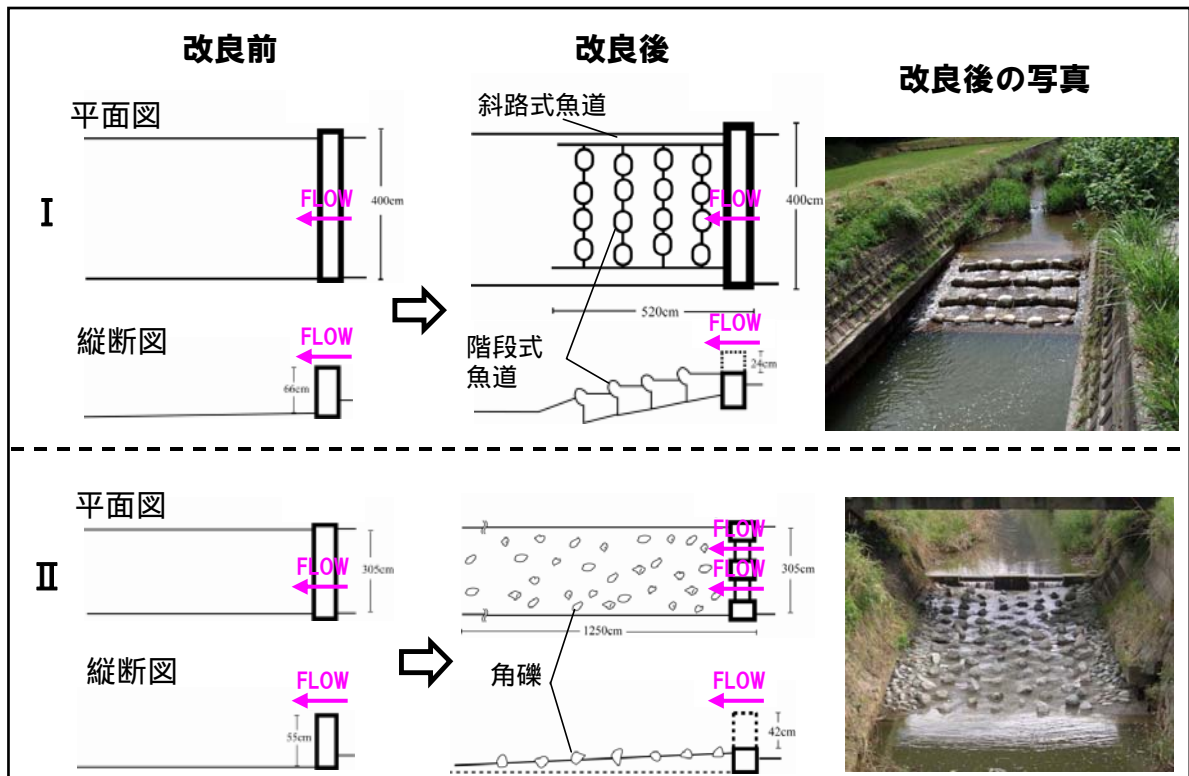 改良前
改良後
改良後の写真
平面図
斜路式魚道
I
FLOW
400cm
FLOW
400cm
520cm
縦断図
FLOW
66cm
階段式
魚道
FLOW
24cm
平面図
II
FLOW
305cm
FLOW
FLOW
305cm
1250cm
縦断図
FLOW
55cm
角礫
FLOW
42cm